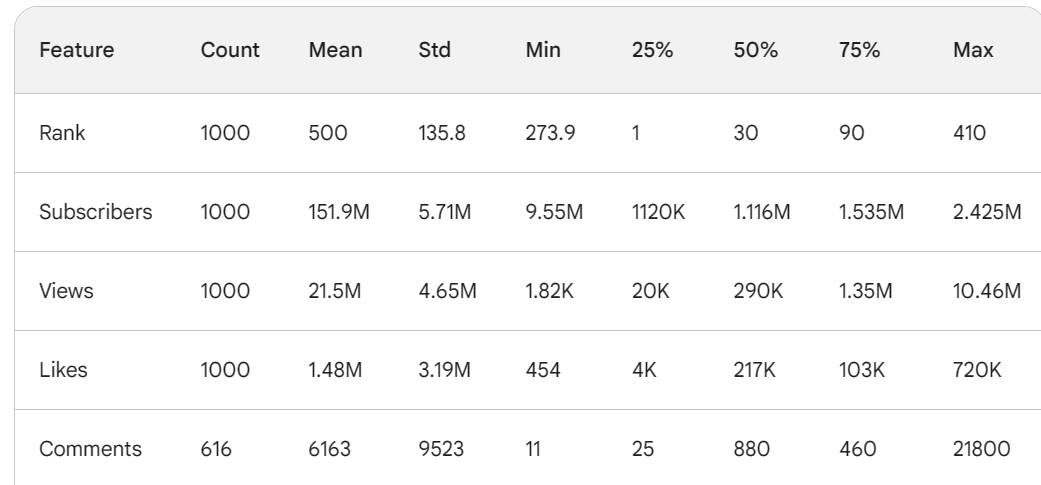 Feature Count Mean Std Min 25% 50% 75% Max
Rank 1000 500 135.8 273.9 1 30 90 410
Subscribers 1000 151.9M 5.71M 9.55M 1120K 1.116M 1.535M 2.425M
Views 1000 21.5M 4.65M 1.82K 20K 290K 1.35M 10.46M
Likes 1000 1.48M 3.19M 454 4K 217K 103K 720K
Comments 616 6163 9523 11 25 880 460 21800